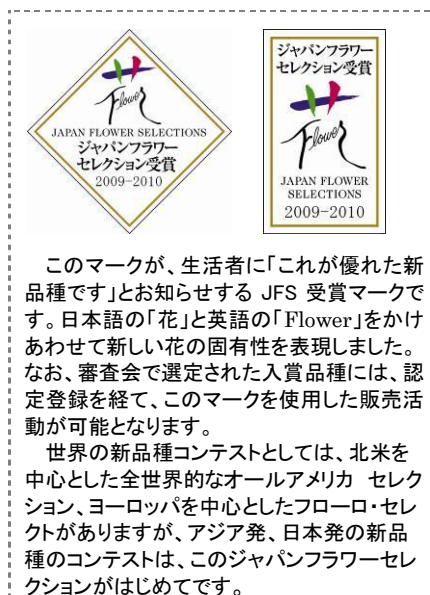 花
Flower
JAPAN FLOWER SELECTIONS
ジャパンフラワー
セレクション受賞
2009-2010
ジャパンフラワー
セレクション受賞
花
Flower
JAPAN FLOWER
SELECTIONS
2009-2010
このマークが、生活者に「これが優れた新
品種です」とお知らせする JFS 受賞マークで
す。日本語の「花」と英語の「Flower」をかけ
あわせて新しい花の固有性を表現しました。
なお、審査会で選定された入賞品種には、認
定登録を経て、このマークを使用した販売活
動が可能となります。
世界の新品種コンテストとしては、北米を
中心とした全世界的なオールアメリカ セレク
ション、ヨーロッパを中心としたフローロ・セレ
クトがありますが、アジア発、日本発の新品
種のコンテストは、このジャパンフラワーセレ
クションがはじめてです。